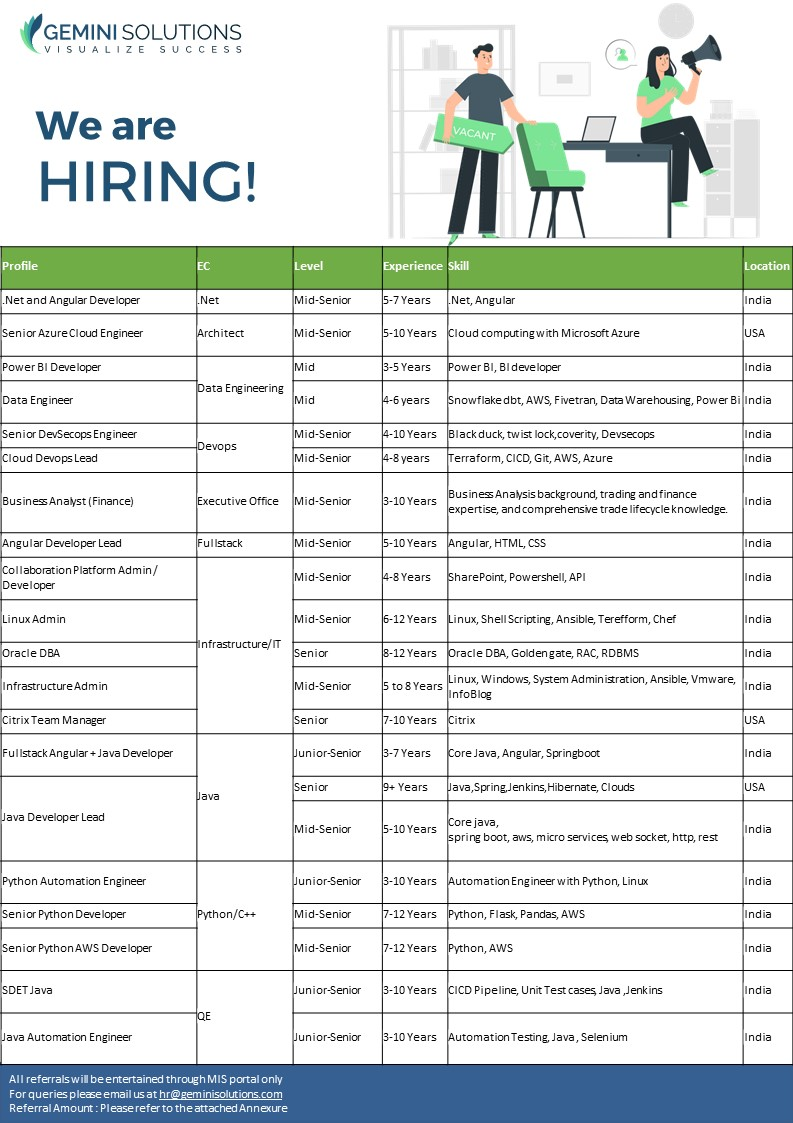 GEMINI SOLUTIONS
VISUALIZE SUCCESS
We are
HIRING!
VACANT
Profile EC Level Experience Skill Location
.Net and Angular Developer .Net Mid-Senior 5-7 Years .Net, Angular India
Senior Azure Cloud Engineer Architect Mid-Senior 5-10 Years Cloud computing with Microsoft Azure USA
Power BI Developer Data Engineering Mid 3-5 Years Power BI, BI developer India
Data Engineer Mid 4-6 years Snowflake dbt, AWS, Fivetran, Data Warehousing, Power Bi India
Senior DevSecops Engineer Devops Mid-Senior 4-10 Years Black duck, twist lock,coverity, Devsecops India
Cloud Devops Lead Mid-Senior 4-8 years Terraform, CICD, Git, AWS, Azure India
Business Analyst (Finance) Executive Office Mid-Senior 3-10 Years Business Analysis background, trading and finance
expertise, and comprehensive trade lifecycle knowledge. India
Angular Developer Lead Fullstack Mid-Senior 5-10 Years Angular, HTML, CSS India
Collaboration Platform Admin /
Developer Infrastructure/IT Mid-Senior 4-8 Years SharePoint, Powershell, API India
Linux Admin Mid-Senior 6-12 Years Linux, Shell Scripting, Ansible, Terefform, Chef India
Oracle DBA Senior 8-12 Years Oracle DBA, Golden gate, RAC, RDBMS India
Infrastructure Admin Mid-Senior 5 to 8 Years Linux, Windows, System Administration, Ansible, Vmware,
InfoBlog India
Citrix Team Manager Senior 7-10 Years Citrix USA
Fullstack Angular + Java Developer Java Junior-Senior 3-7 Years Core Java, Angular, Springboot India
Java Developer Lead Senior 9+ Years Java,Spring,Jenkins,Hibernate, Clouds USA
Mid-Senior 5-10 Years Core java,
spring boot, aws, micro services, web socket, http, rest India
Python Automation Engineer Python/C++ Junior-Senior 3-10 Years Automation Engineer with Python, Linux India
Senior Python Developer Mid-Senior 7-12 Years Python, Flask, Pandas, AWS India
Senior Python AWS Developer Mid-Senior 7-12 Years Python, AWS India
SDET Java QE Junior-Senior 3-10 Years CICD Pipeline, Unit Test cases, Java ,Jenkins India
Java Automation Engineer Junior-Senior 3-10 Years Automation Testing, Java , Selenium India
All referrals will be entertained through MIS portal only
For queries please email us at hr@geminisolutions.com
Referral Amount : Please refer to the attached Annexure